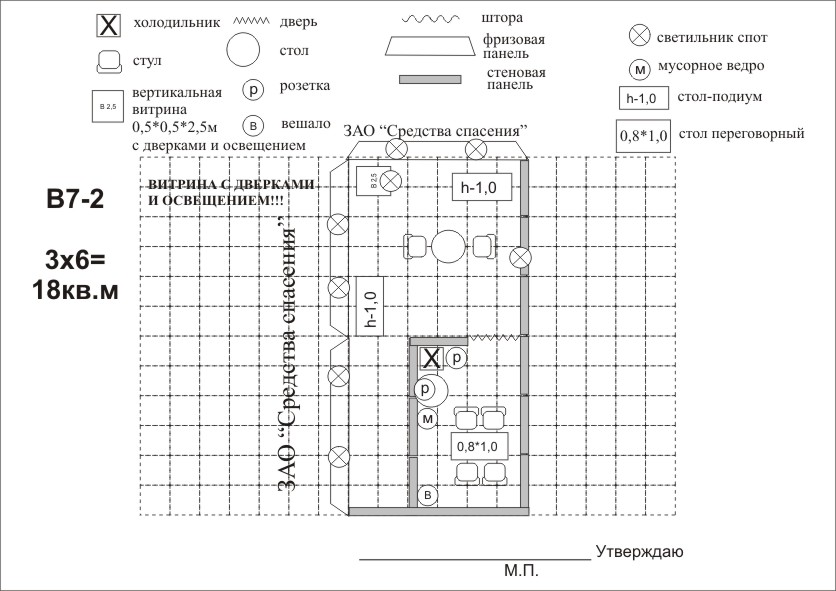 холодильник
дверь
штора
стул
стол
фризовая
панель
светильник спот
В 2,5
вертикальная
витрина
0,5*0,5*2,5м
с дверками и освещением
р
розетка
стеновая
панель
м
мусорное ведро
в
вешало
h-1,0
стол-подиум
0,8*1,0
стол переговорный
ЗАО “Средства спасения”
В7-2
3х6=
18кв.м
ВИТРИНА С ДВЕРКАМИ
И ОСВЕЩЕНИЕМ!!!
В 2,5
h-1,0
ЗАО “Средства спасения”
h-1,0
Х
р
р
м
0,8*1,0
в
Утверждаю
М.П.